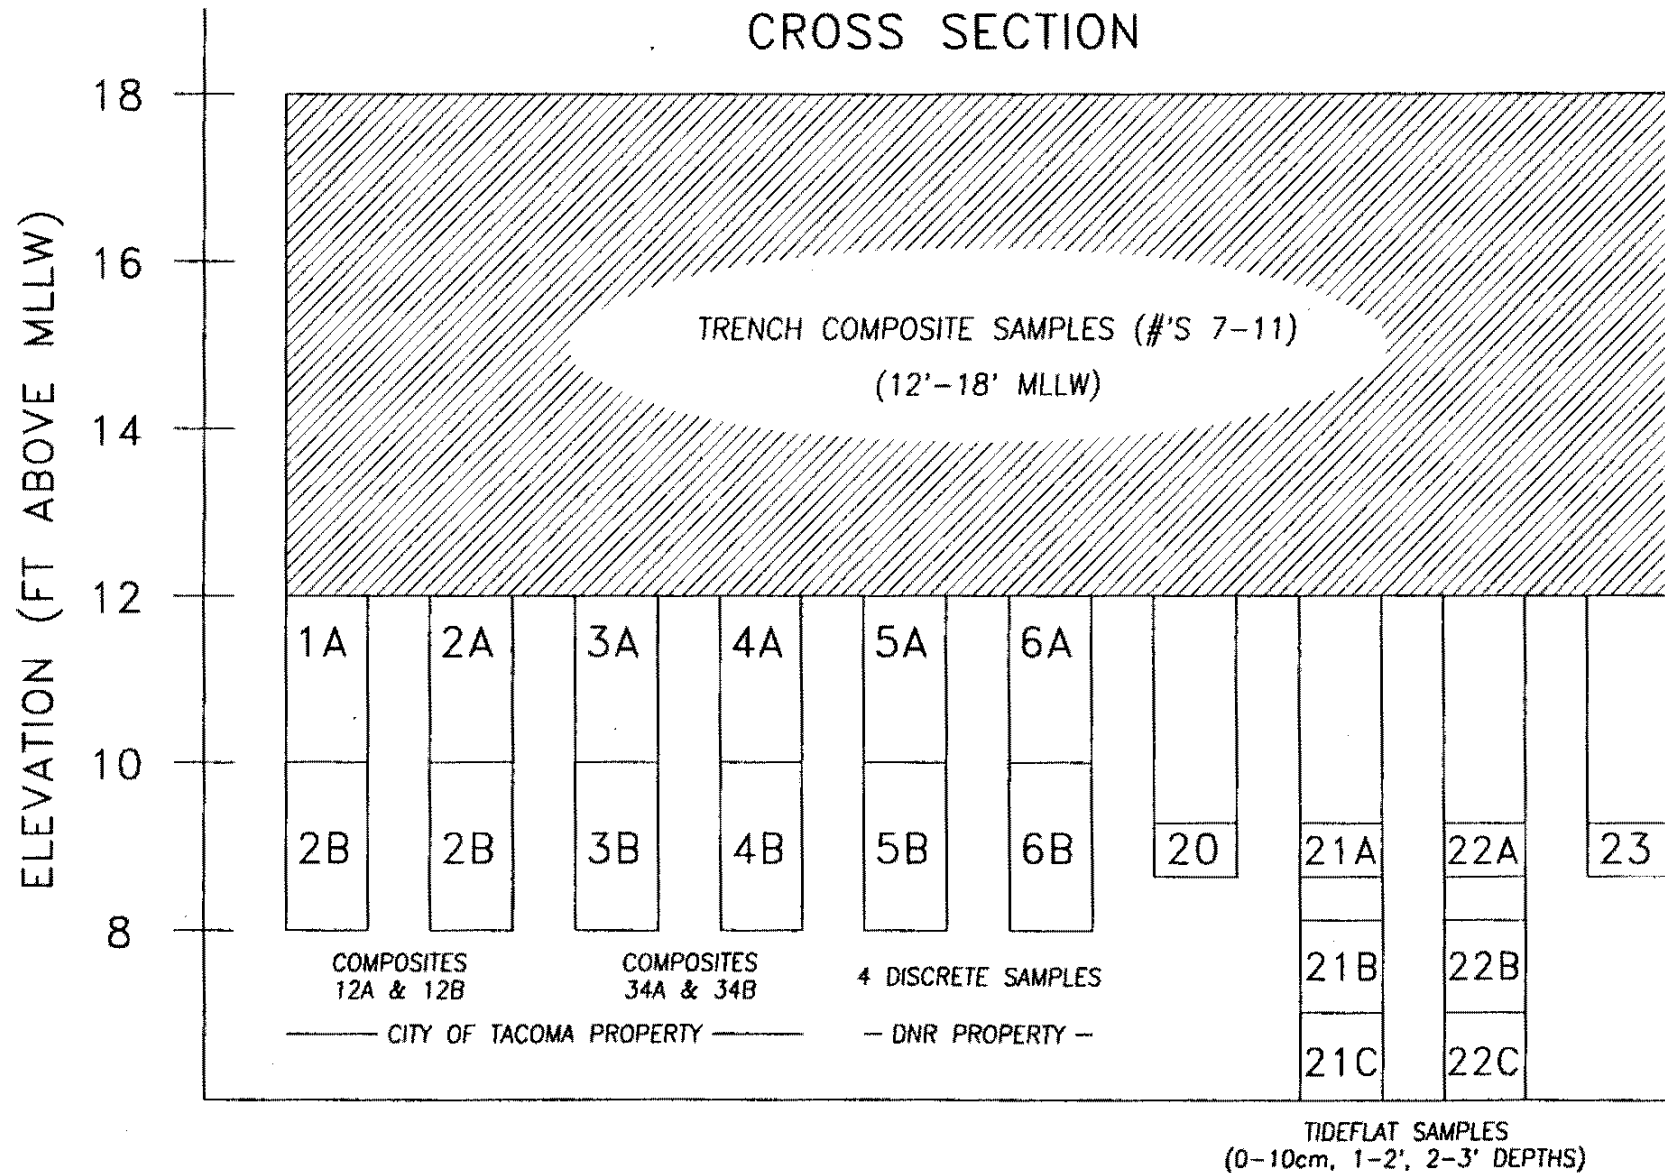 CROSS SECTION
ELEVATION (FT ABOVE MLLW)
18
16
14
12
10
8
TRENCH COMPOSITE SAMPLES (#'S 7-11)
(12'-18' MLLW)
1A 2A 3A 4A 5A 6A
2B 2B 3B 4B 5B 6B 20 21A 22A 23
21B 22B
21C 22C
COMPOSITES
12A & 12B
COMPOSITES
34A & 34B
4 DISCRETE SAMPLES
CITY OF TACOMA PROPERTY
- DNR PROPERTY -
TIDEFLAT SAMPLES
(0-10cm, 1-2', 2-3' DEPTHS)